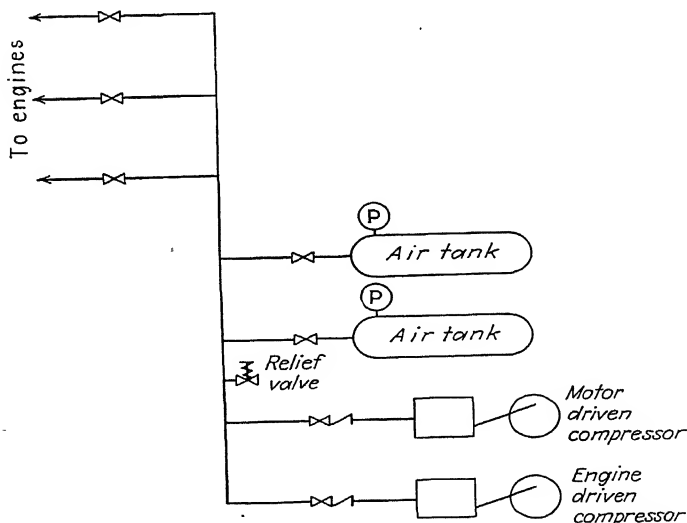 To engines
P
Air tank
P
Air tank
Relief
valve
Motor
driven
compressor
Engine
driven
compressor